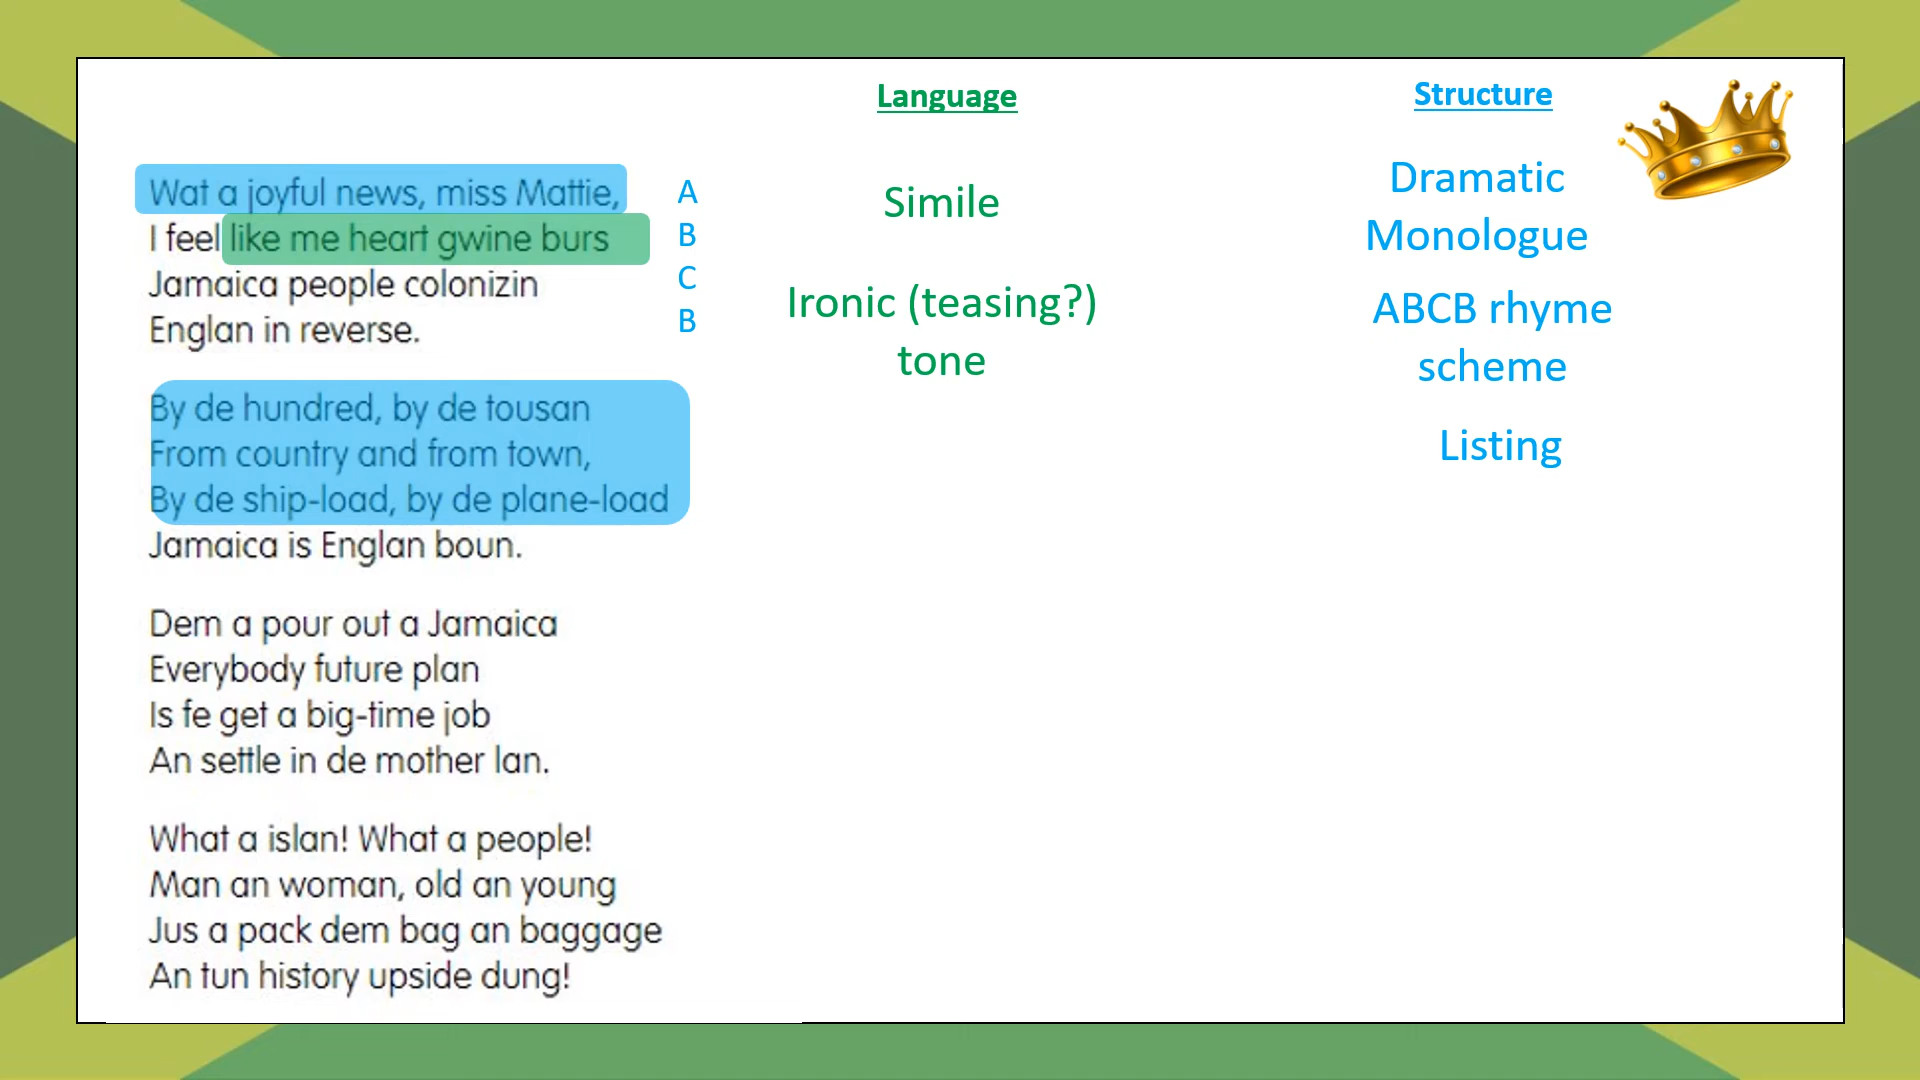 Language
Structure
Wat a joyful news, miss Mattie,
I feel like me heart gwine burs
Jamaica people colonizin
Englan in reverse.
A
B
C
B
By de hundred, by de tousan
From country and from town,
By de ship-load, by de plane-load
Jamaica is Englan boun.
Dem a pour out a Jamaica
Everybody future plan
Is fe get a big-time job
An settle in de mother lan.
What a islan! What a people!
Man an woman, old an young
Jus a pack dem bag an baggage
An tun history upside dung!
Simile
Ironic (teasing?)
tone
Dramatic
Monologue
ABCB rhyme
scheme
Listing